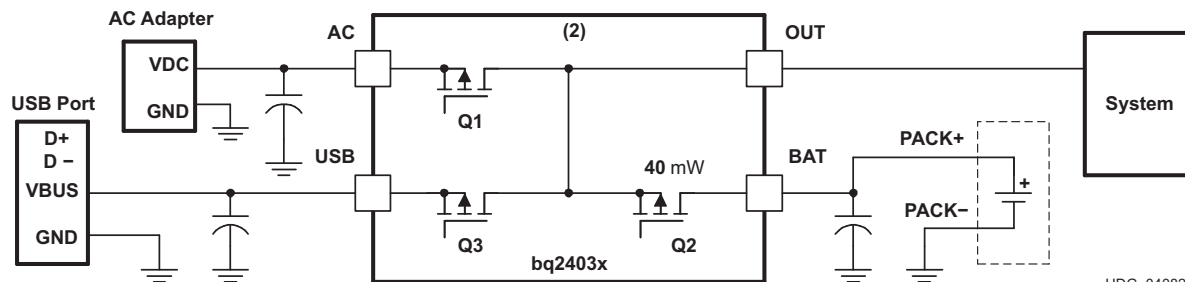 AC Adapter
VDC
GND
USB Port
D+
D −
VBUS
GND
AC
(2)
OUT
Q1
System
USB
40 mW
BAT
PACK+
+
PACK−
Q3
Q2
bq2403x